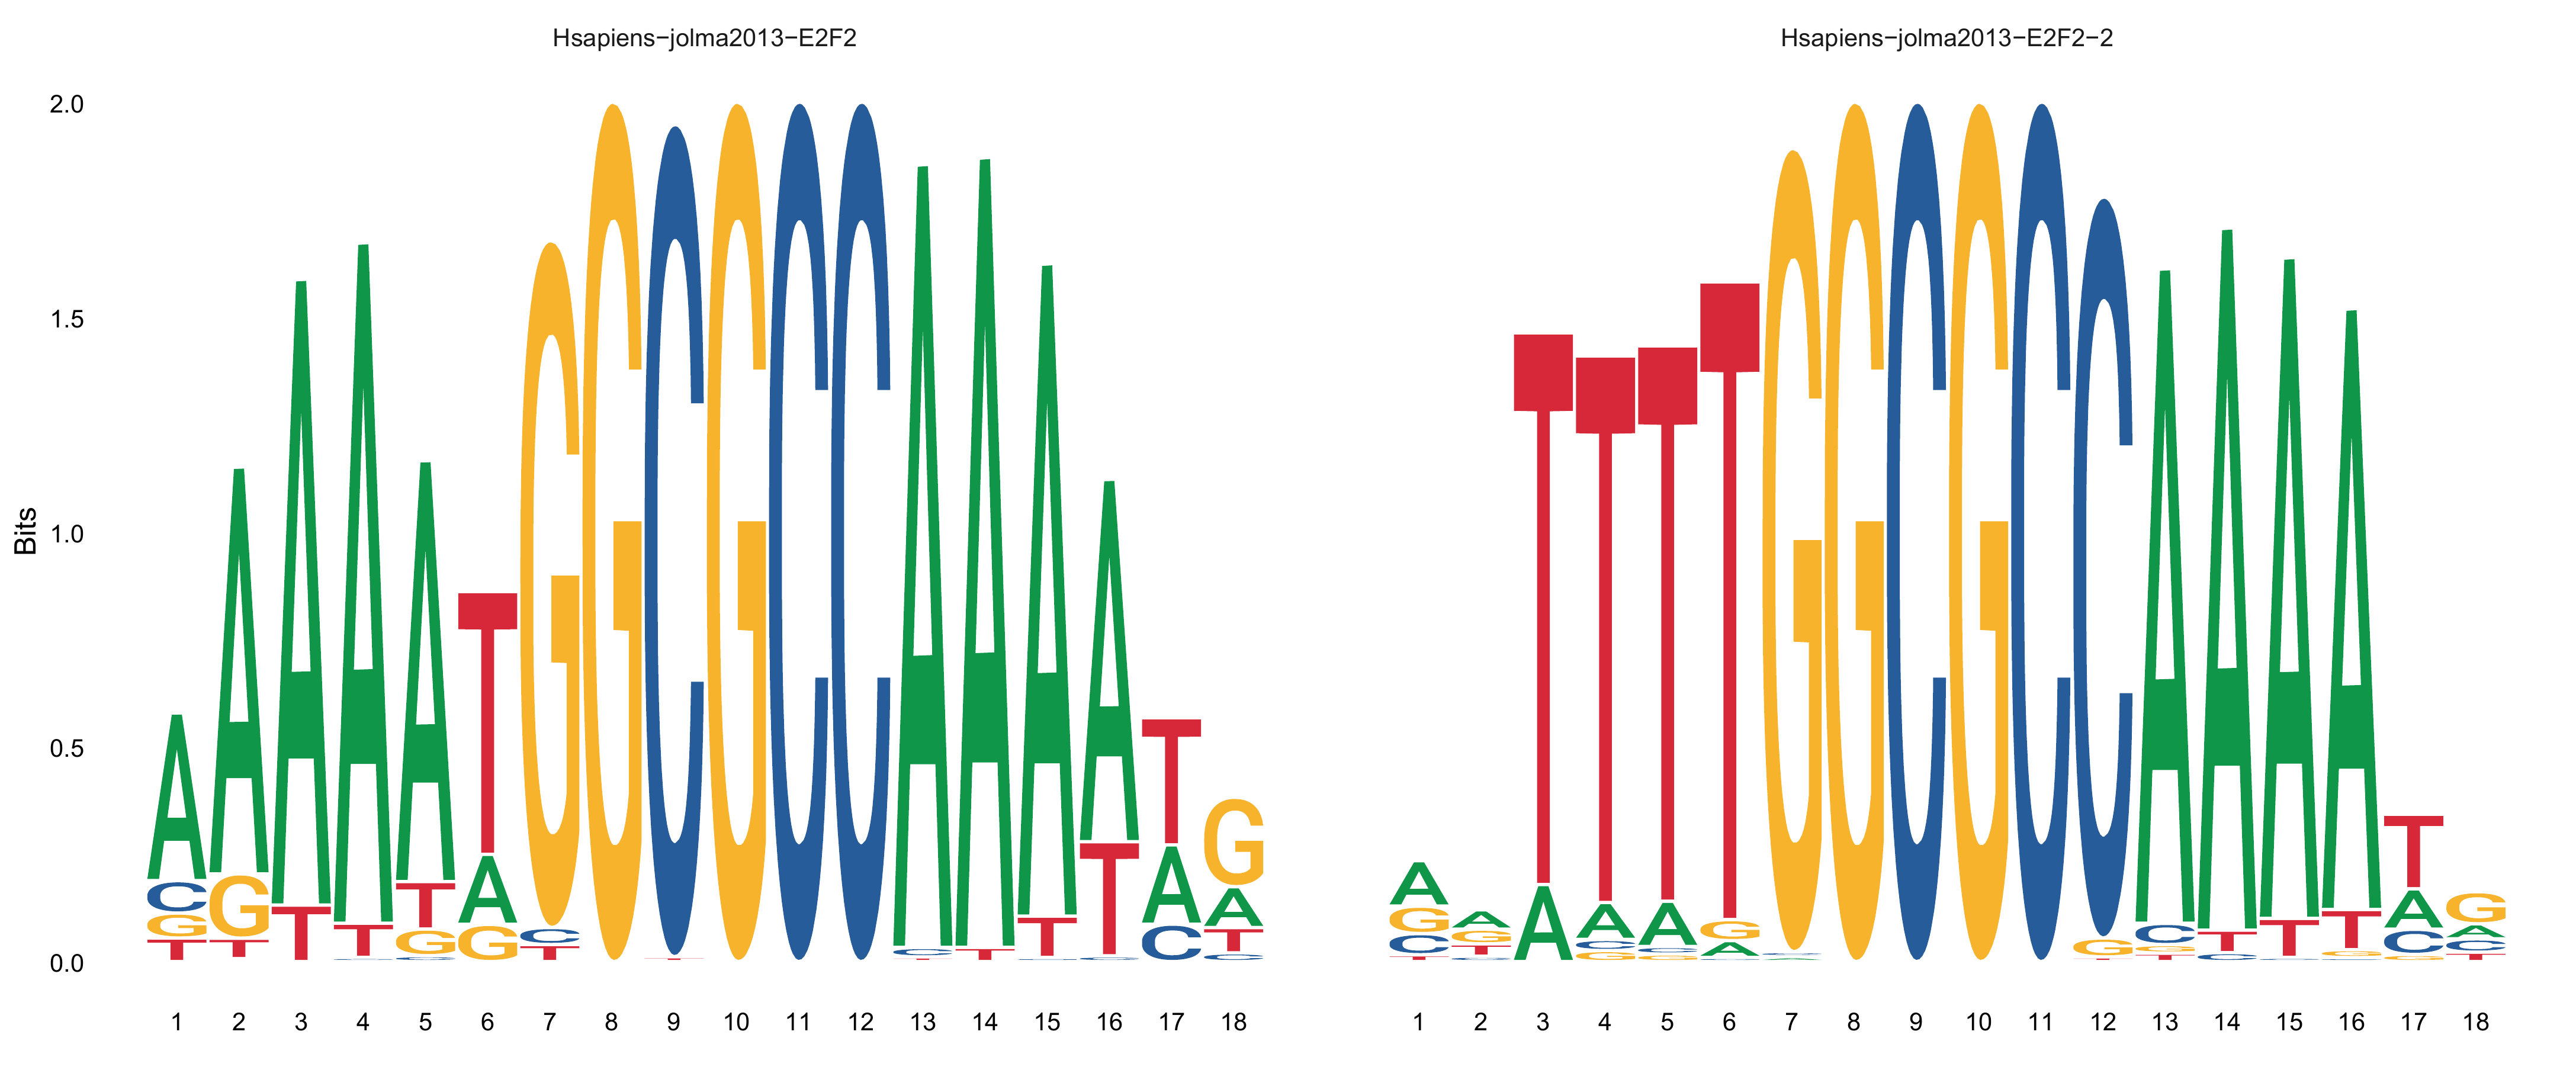 Hsapiens−jolma2013−E2F2
Hsapiens−jolma2013−E2F2−2
Bits
2.0
1.5
1.0
0.5
0.0
A A A A A T G G C G C C A A A A T G
1 2 3 4 5 6 7 8 9 10 11 12 13 14 15 16 17 18
A A T T T T G G C G C C A A A A T G
1 2 3 4 5 6 7 8 9 10 11 12 13 14 15 16 17 18